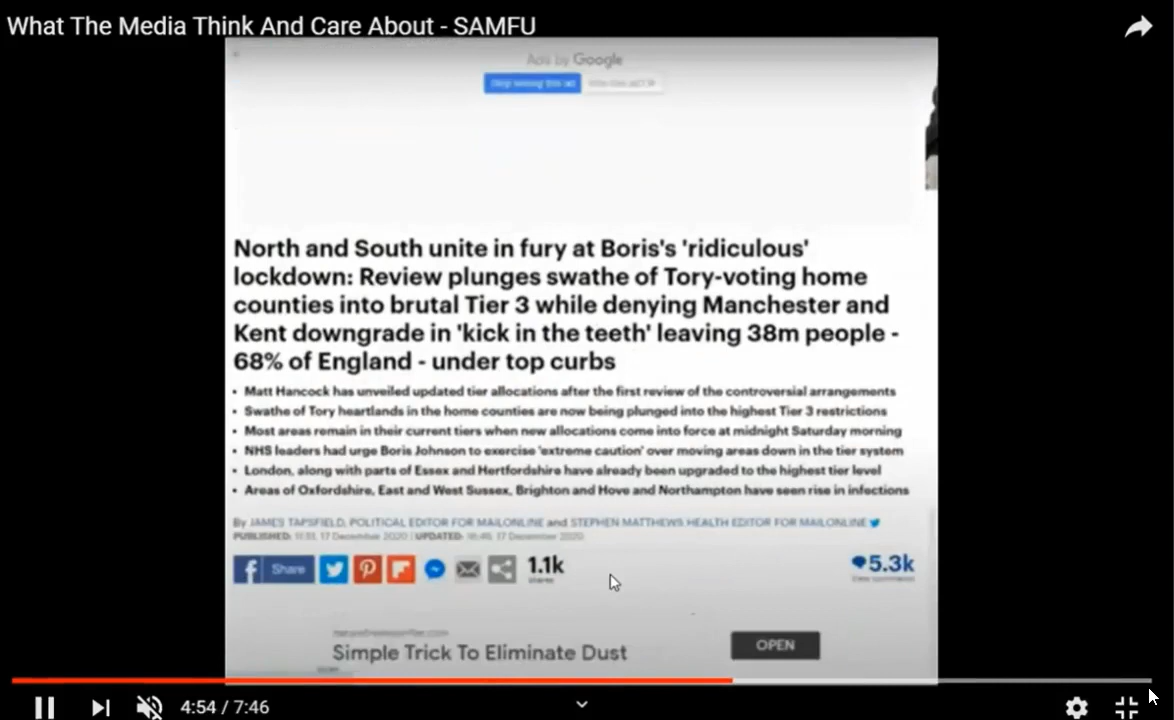 What The Media Think And Care About - SAMFU
Ads by Google
Stop seeing this ad
Why this ad?
North and South unite in fury at Boris's 'ridiculous'
lockdown: Review plunges swathe of Tory-voting home
counties into brutal Tier 3 while denying Manchester and
Kent downgrade in 'kick in the teeth' leaving 38m people -
68% of England - under top curbs
• Matt Hancock has unveiled updated tier allocations after the first review of the controversial arrangements
• Swathe of Tory heartlands in the home counties are now being plunged into the highest Tier 3 restrictions
• Most areas remain in their current tiers when new allocations come into force at midnight Saturday morning
• NHS leaders had urge Boris Johnson to exercise 'extreme caution' over moving areas down in the tier system
• London, along with parts of Essex and Hertfordshire have already been upgraded to the highest tier level
• Areas of Oxfordshire, East and West Sussex, Brighton and Hove and Northampton have seen rise in infections
By JAMES TAPSFIELD, POLITICAL EDITOR FOR MAILONLINE and STEPHEN MATTHEWS HEALTH EDITOR FOR MAILONLINE
PUBLISHED: 17 December 2020 | UPDATED: 17 December 2020
Share
1.1k
shares
5.3k
View comments
Simple Trick To Eliminate Dust
OPEN
4:54 / 7:46